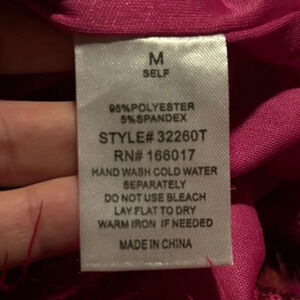 M
SELF
95%POLYESTER
5%SPANDEX
STYLE# 32260T
RN# 166017
HAND WASH COLD WATER
SEPARATELY
DO NOT USE BLEACH
LAY FLAT TO DRY
WARM IRON IF NEEDED
MADE IN CHINA